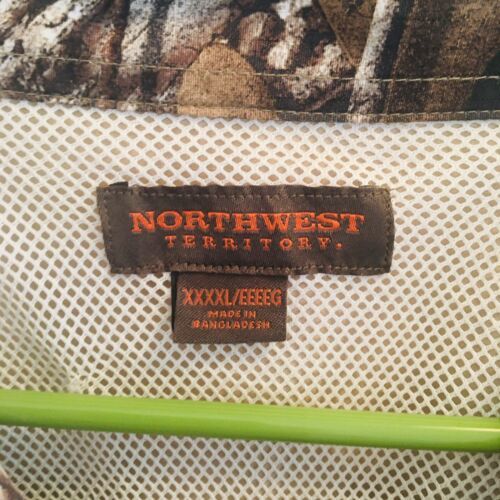 NORTHWEST
TERRITORY.
XXXXL/EEEEG
MADE IN
BANGLADESH